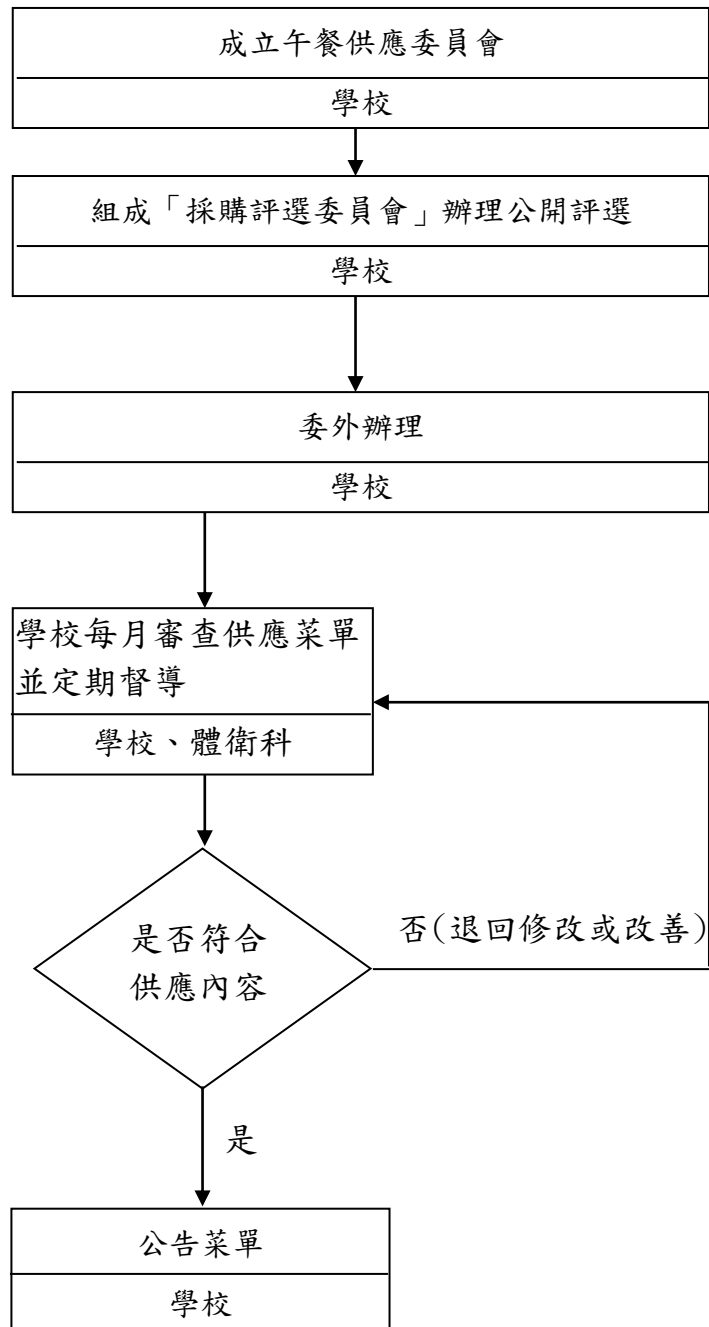 成立午餐供應委員會
學校
組成「採購評選委員會」辦理公開評選
學校
委外辦理
學校
學校每月審查供應菜單
並定期督導
學校、體衛科
是否符合
供應內容
否(退回修改或改善)
是
公告菜單
學校